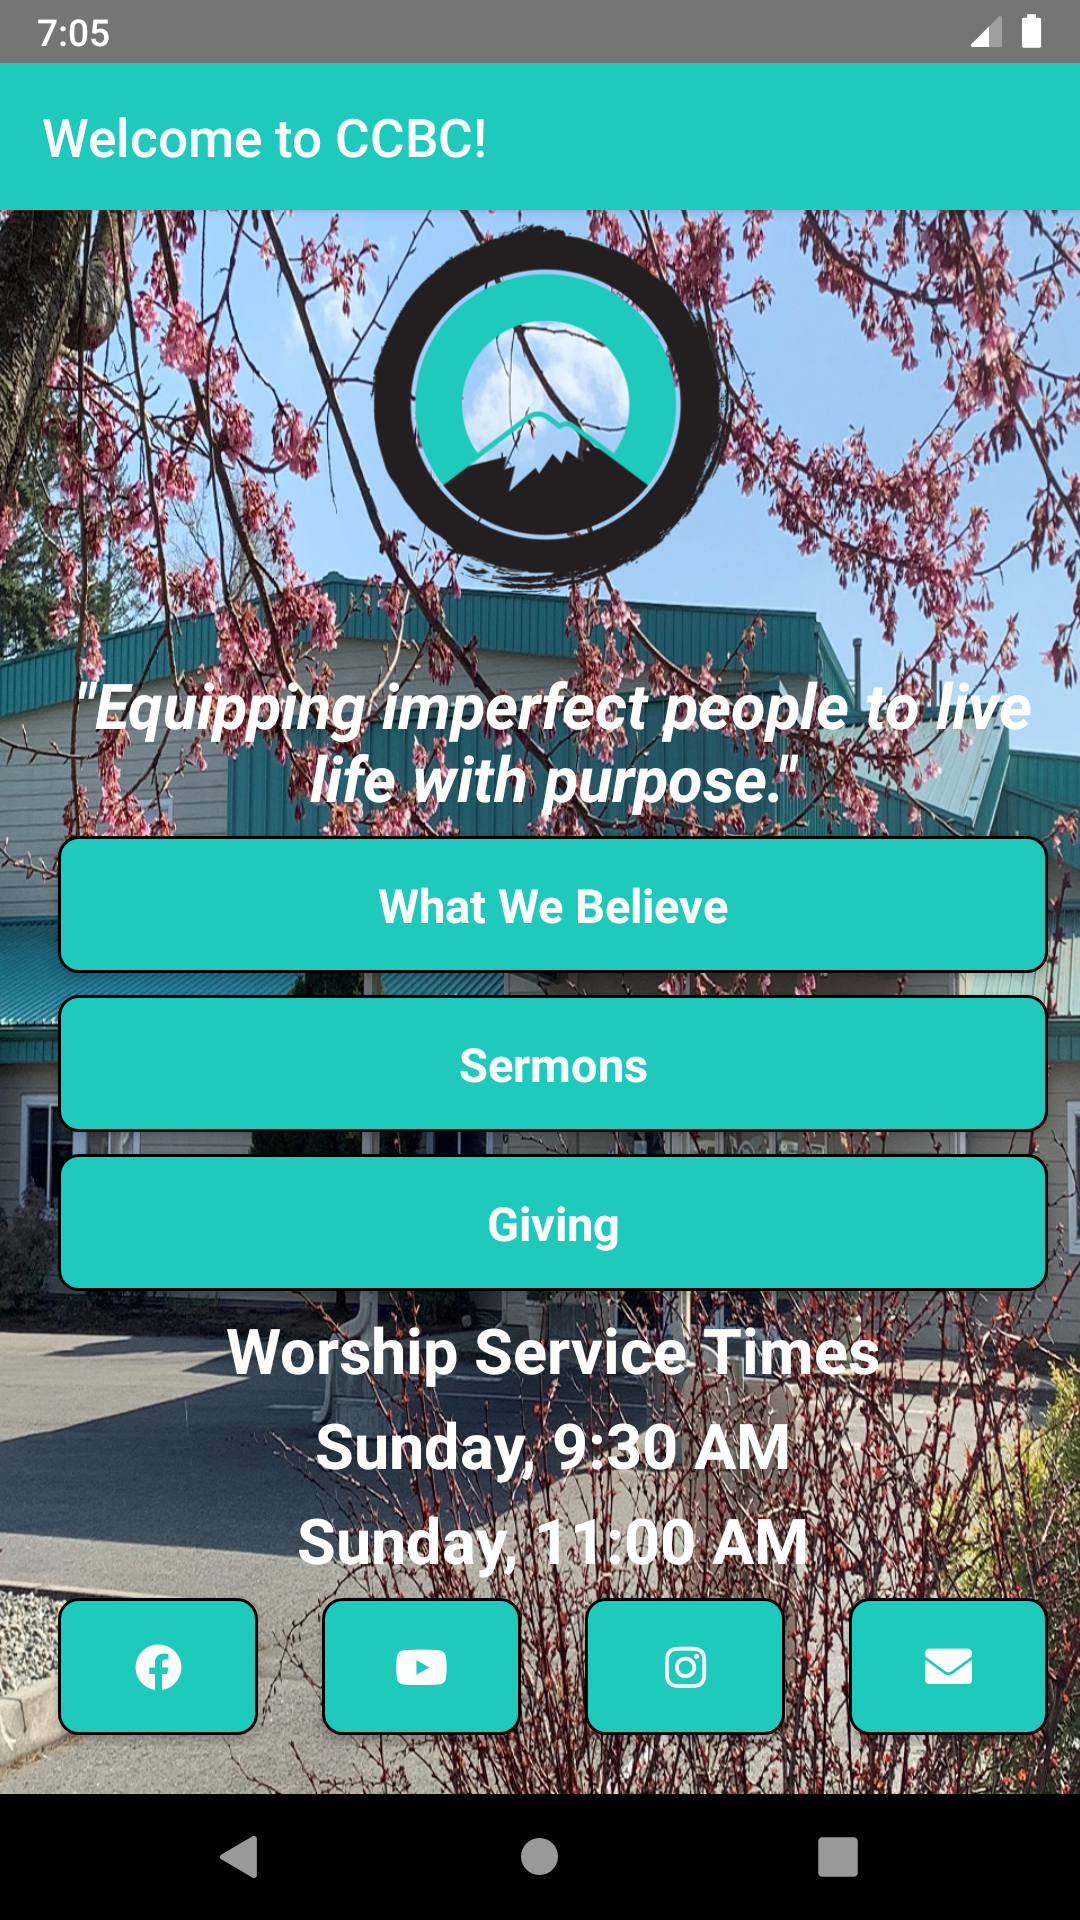 7:05
Welcome to CCBC!
"Equipping imperfect people to live
life with purpose."
What We Believe
Sermons
Giving
Worship Service Times
Sunday, 9:30 AM
Sunday, 11:00 AM